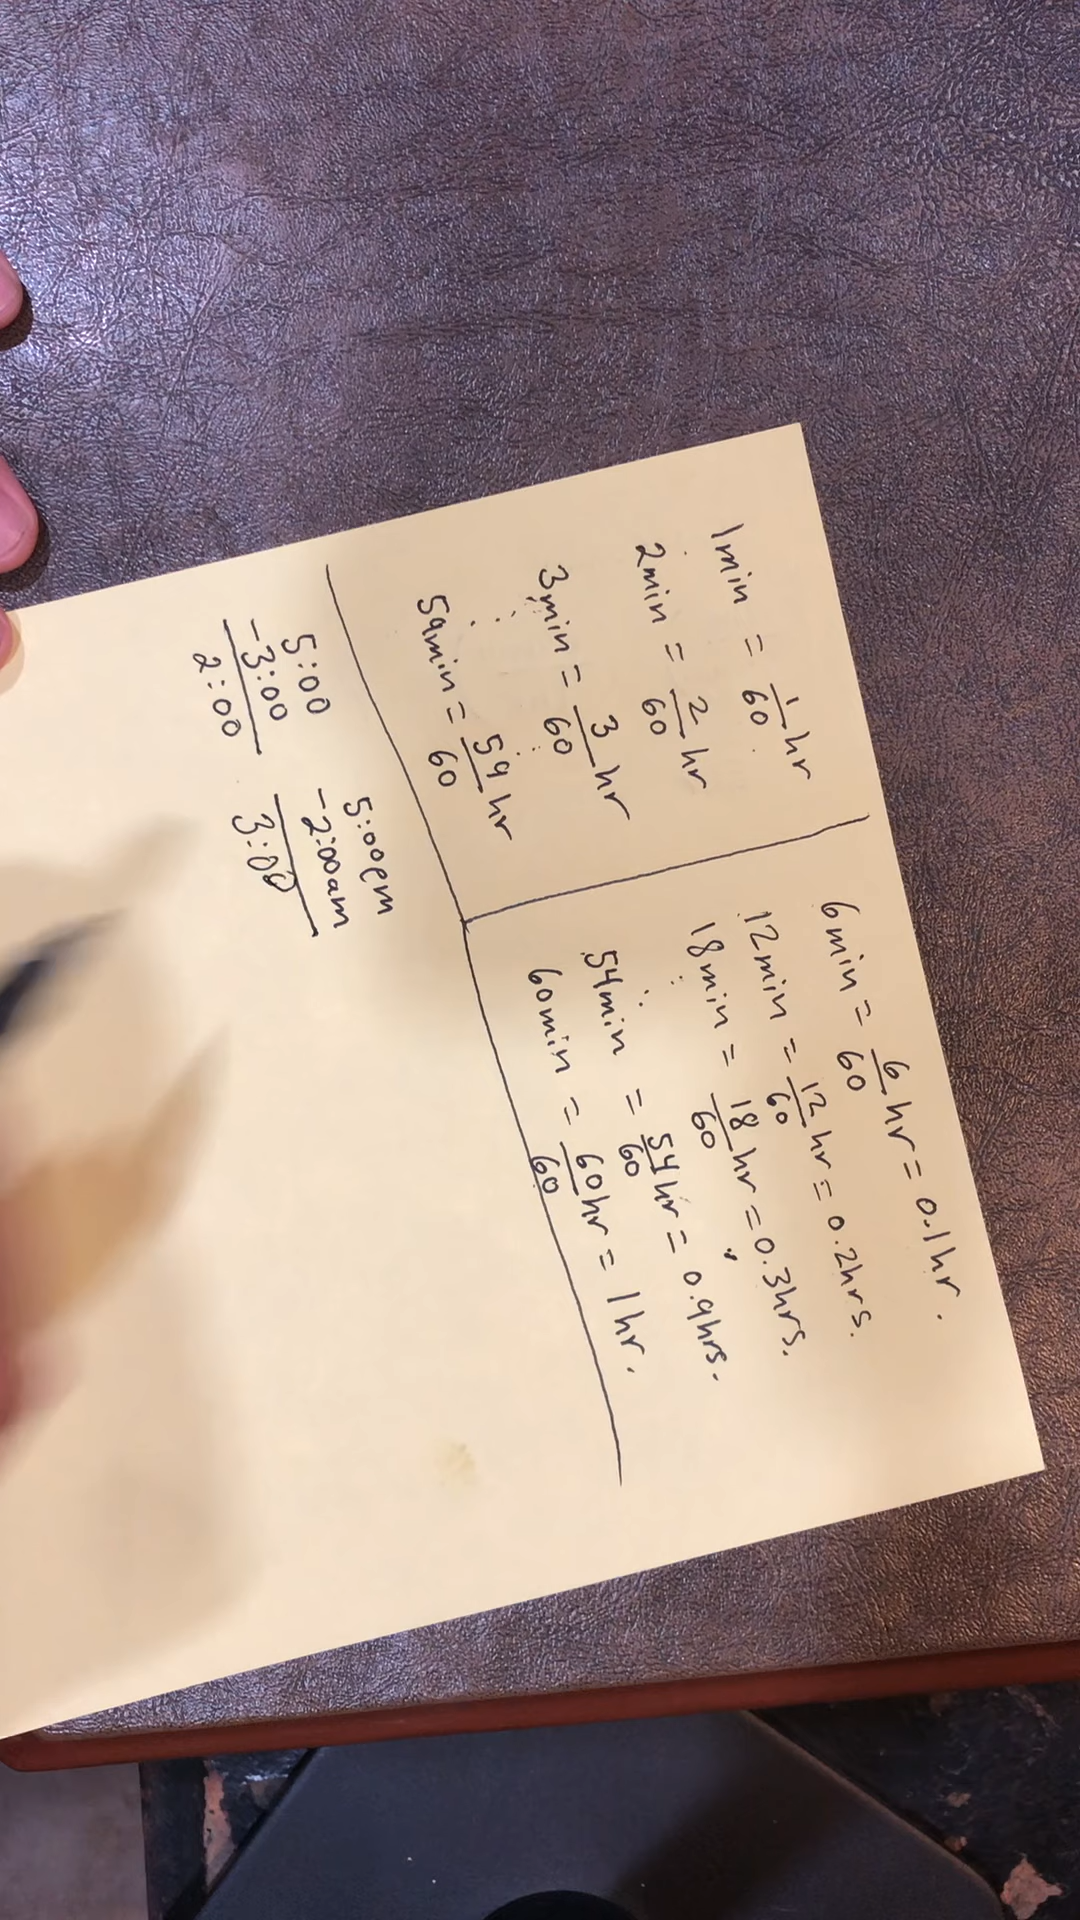 1min = 1/60 hr
2min = 2/60 hr
3min = 3/60 hr
⋮
59min = 59/60 hr
6min = 6/60 hr = 0.1hr.
12min = 12/60 hr = 0.2hrs.
18min = 18/60 hr = 0.3hrs.
⋮
54min = 54/60 hr = 0.9hrs.
60min = 60/60 hr = 1hr.
5:00
-3:00
2:00
5:00pm
-2:00am
3:00